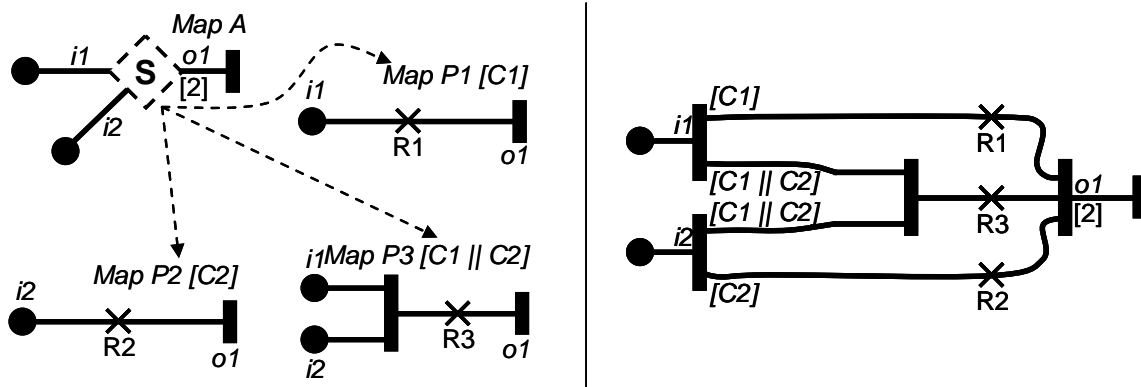 Map A
i1
S
o1
[2]
i2
Map P1 [C1]
i1
R1
o1
Map P2 [C2]
i2
R2
o1
Map P3 [C1 || C2]
i1
i2
R3
o1
[C1]
i1
R1
[C1 || C2]
[C1 || C2]
i2
R3
o1
[2]
[C2]
R2